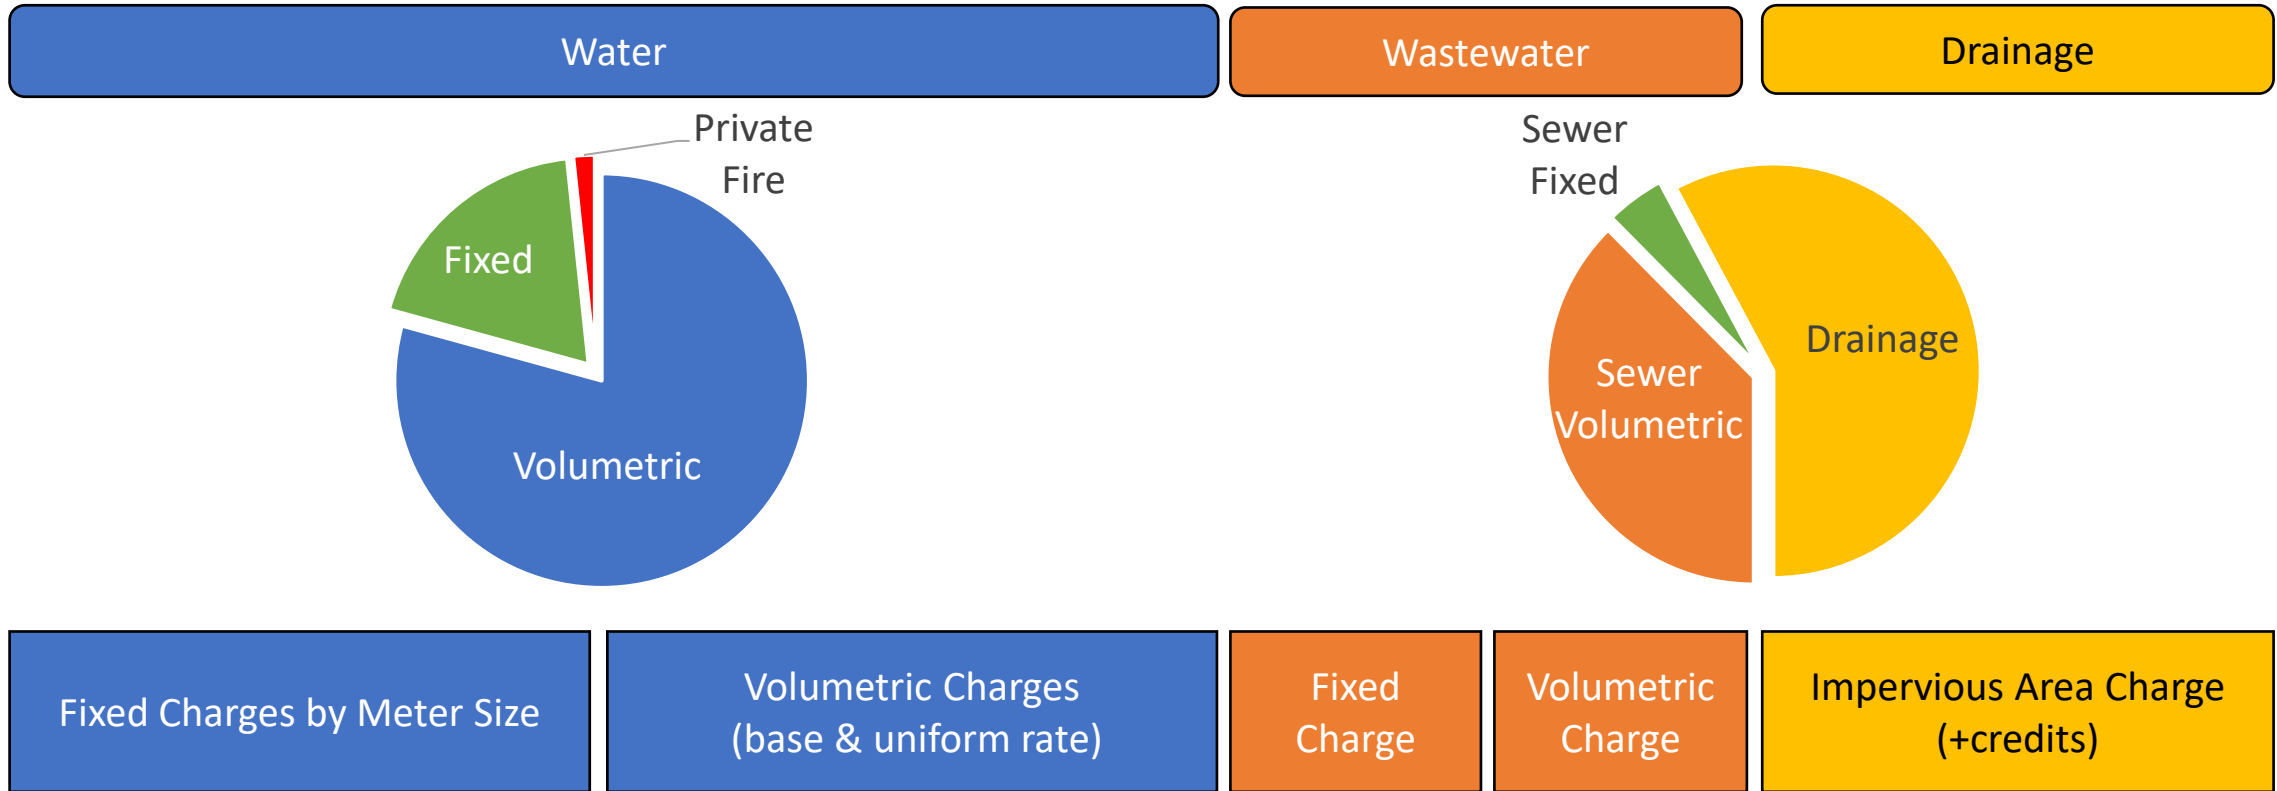 Water
Wastewater
Drainage
Private
Fire
Fixed
Volumetric
Sewer
Fixed
Sewer
Volumetric
Drainage
Fixed Charges by Meter Size
Volumetric Charges
(base & uniform rate)
Fixed
Charge
Volumetric
Charge
Impervious Area Charge
(+credits)